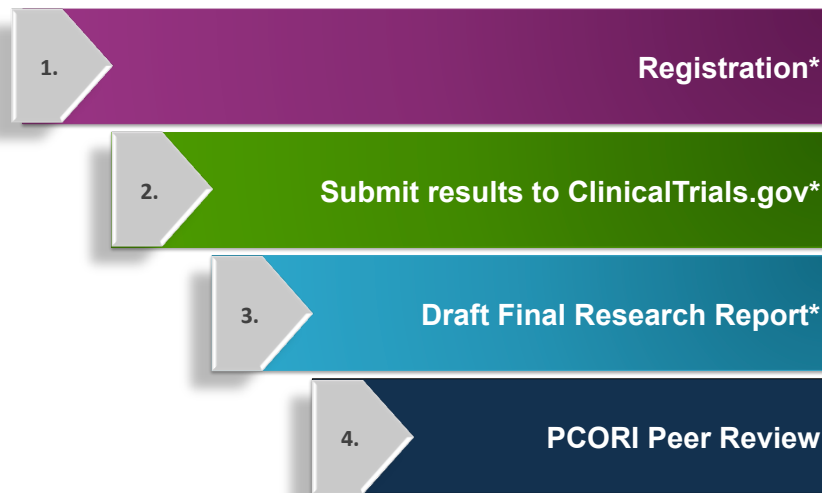 1. Registration*
2. Submit results to ClinicalTrials.gov*
3. Draft Final Research Report*
4. PCORI Peer Review